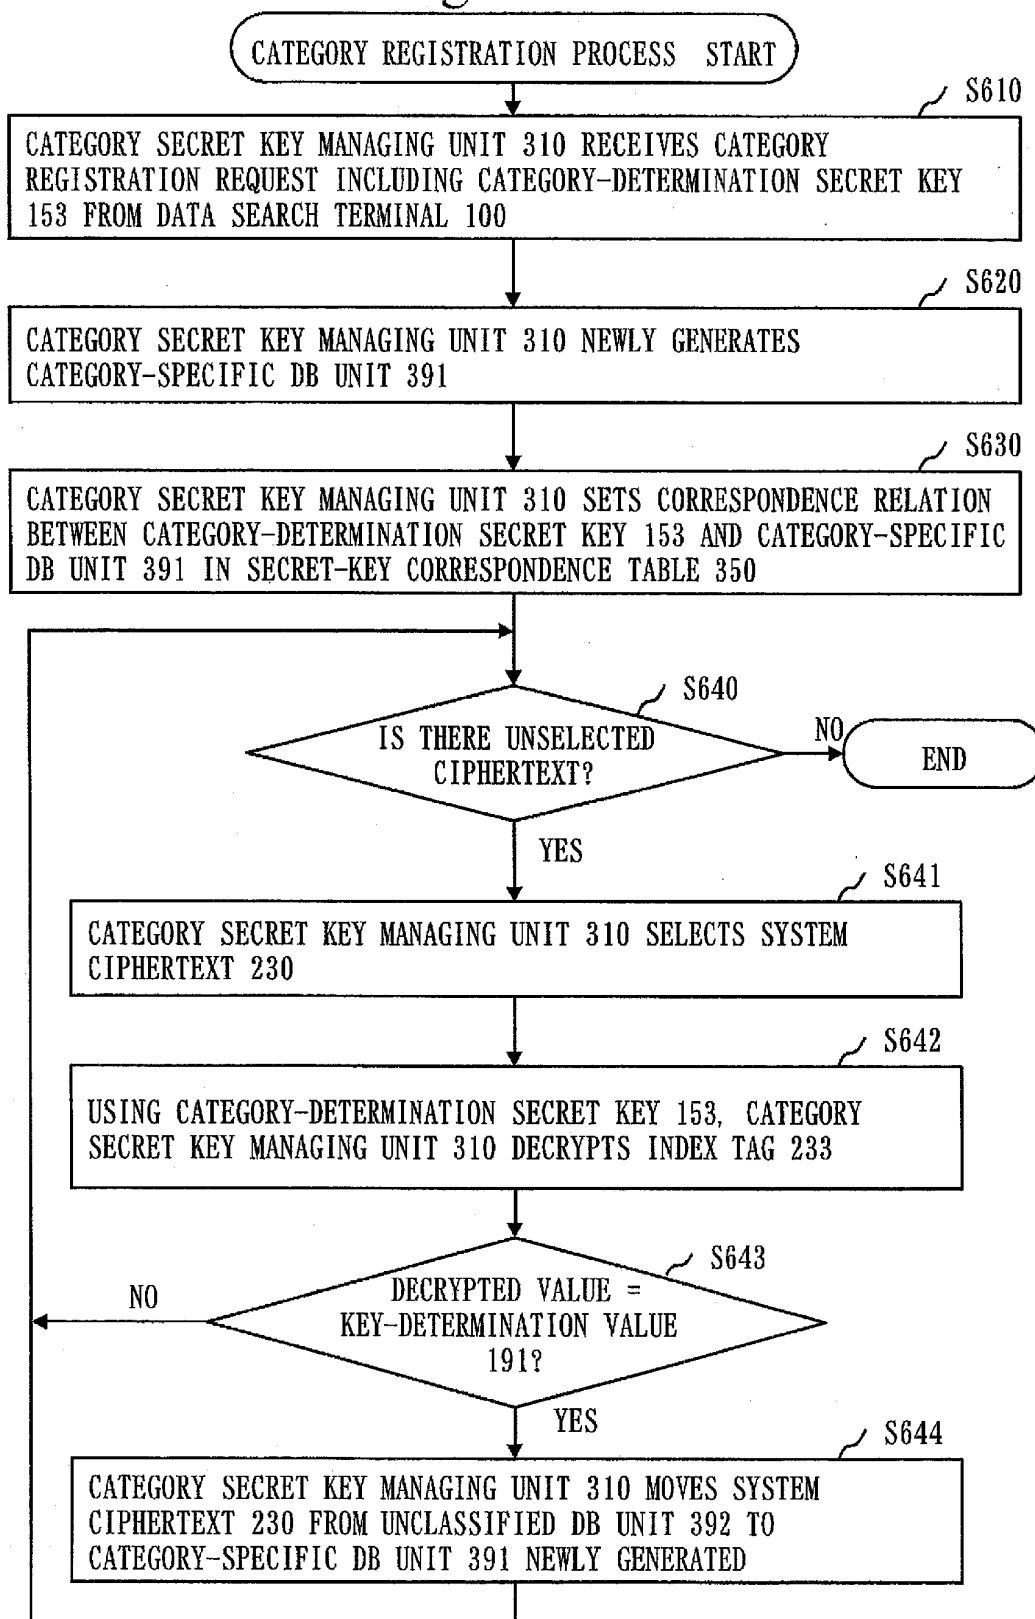 CATEGORY REGISTRATION PROCESS START
S610
CATEGORY SECRET KEY MANAGING UNIT 310 RECEIVES CATEGORY
REGISTRATION REQUEST INCLUDING CATEGORY-DETERMINATION SECRET KEY
153 FROM DATA SEARCH TERMINAL 100
S620
CATEGORY SECRET KEY MANAGING UNIT 310 NEWLY GENERATES
CATEGORY-SPECIFIC DB UNIT 391
S630
CATEGORY SECRET KEY MANAGING UNIT 310 SETS CORRESPONDENCE RELATION
BETWEEN CATEGORY-DETERMINATION SECRET KEY 153 AND CATEGORY-SPECIFIC
DB UNIT 391 IN SECRET-KEY CORRESPONDENCE TABLE 350
S640
IS THERE UNSELECTED
CIPHERTEXT?
NO
END
YES
S641
CATEGORY SECRET KEY MANAGING UNIT 310 SELECTS SYSTEM
CIPHERTEXT 230
S642
USING CATEGORY-DETERMINATION SECRET KEY 153, CATEGORY
SECRET KEY MANAGING UNIT 310 DECRYPTS INDEX TAG 233
S643
DECRYPTED VALUE =
KEY-DETERMINATION VALUE
191?
NO
YES
S644
CATEGORY SECRET KEY MANAGING UNIT 310 MOVES SYSTEM
CIPHERTEXT 230 FROM UNCLASSIFIED DB UNIT 392 TO
CATEGORY-SPECIFIC DB UNIT 391 NEWLY GENERATED